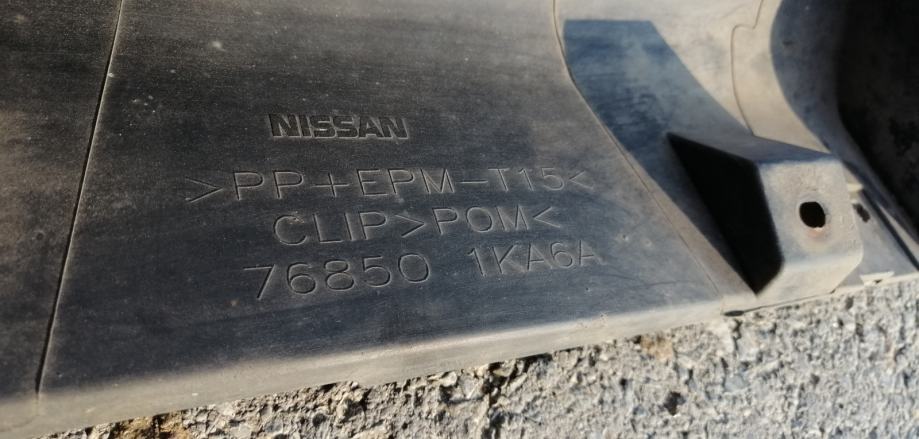 NISSAN
>PP+EPM-T15<
CLIP>POM<
76850 1KA6A